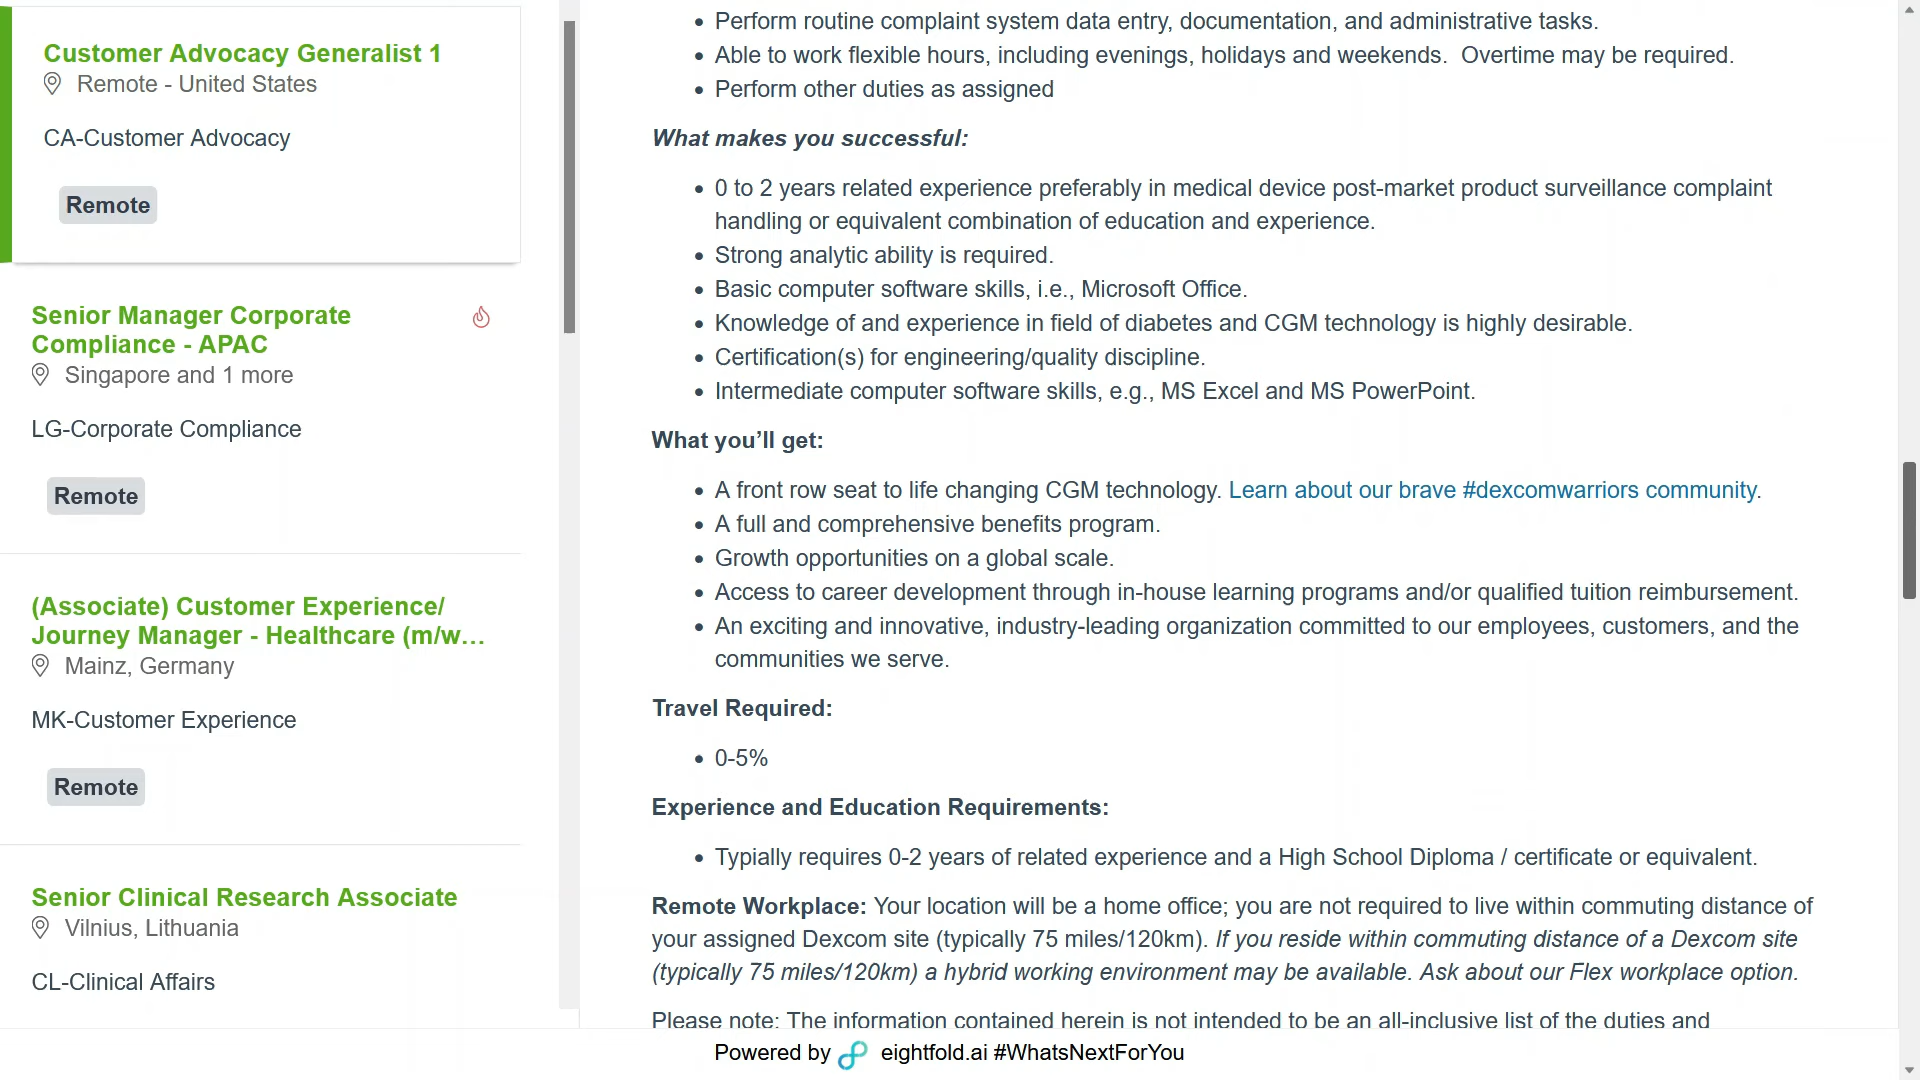 Customer Advocacy Generalist 1
Remote - United States
CA-Customer Advocacy
Remote
Senior Manager Corporate
Compliance - APAC
Singapore and 1 more
LG-Corporate Compliance
Remote
(Associate) Customer Experience/
Journey Manager - Healthcare (m/w…
Mainz, Germany
MK-Customer Experience
Remote
Senior Clinical Research Associate
Vilnius, Lithuania
CL-Clinical Affairs
• Perform routine complaint system data entry, documentation, and administrative tasks.
• Able to work flexible hours, including evenings, holidays and weekends.  Overtime may be required.
• Perform other duties as assigned
What makes you successful:
• 0 to 2 years related experience preferably in medical device post-market product surveillance complaint
handling or equivalent combination of education and experience.
• Strong analytic ability is required.
• Basic computer software skills, i.e., Microsoft Office.
• Knowledge of and experience in field of diabetes and CGM technology is highly desirable.
• Certification(s) for engineering/quality discipline.
• Intermediate computer software skills, e.g., MS Excel and MS PowerPoint.
What you’ll get:
• A front row seat to life changing CGM technology. Learn about our brave #dexcomwarriors community.
• A full and comprehensive benefits program.
• Growth opportunities on a global scale.
• Access to career development through in-house learning programs and/or qualified tuition reimbursement.
• An exciting and innovative, industry-leading organization committed to our employees, customers, and the
communities we serve.
Travel Required:
• 0-5%
Experience and Education Requirements:
• Typially requires 0-2 years of related experience and a High School Diploma / certificate or equivalent.
Remote Workplace: Your location will be a home office; you are not required to live within commuting distance of
your assigned Dexcom site (typically 75 miles/120km). If you reside within commuting distance of a Dexcom site
(typically 75 miles/120km) a hybrid working environment may be available. Ask about our Flex workplace option.
Please note: The information contained herein is not intended to be an all-inclusive list of the duties and
Powered by eightfold.ai #WhatsNextForYou